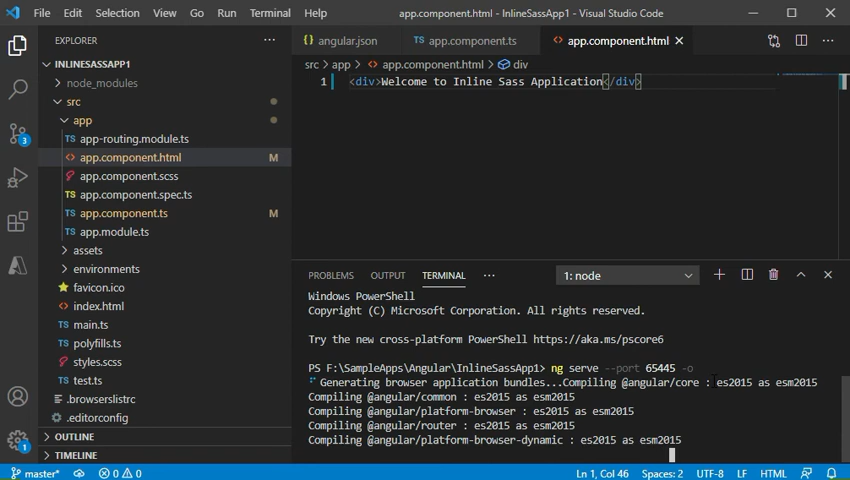 File Edit Selection View Go Run Terminal Help app.component.html - InlineSassApp1 - Visual Studio Code
EXPLORER
INLINESASSAPP1
node_modules
src
app
TS app-routing.module.ts
<> app.component.html M
app.component.scss
TS app.component.spec.ts
TS app.component.ts M
TS app.module.ts
assets
environments
favicon.ico
<> index.html
TS main.ts
TS polyfills.ts
styles.scss
TS test.ts
.browserslistrc
.editorconfig
OUTLINE
TIMELINE
3
1
{} angular.json TS app.component.ts <> app.component.html
src > app > <> app.component.html > div
1 <div>Welcome to Inline Sass Application</div>
PROBLEMS OUTPUT TERMINAL ... 1: node
Windows PowerShell
Copyright (C) Microsoft Corporation. All rights reserved.
Try the new cross-platform PowerShell https://aka.ms/pscore6
PS F:\SampleApps\Angular\InlineSassApp1> ng serve --port 65445 -o
Generating browser application bundles...Compiling @angular/core : es2015 as esm2015
Compiling @angular/common : es2015 as esm2015
Compiling @angular/platform-browser : es2015 as esm2015
Compiling @angular/router : es2015 as esm2015
Compiling @angular/platform-browser-dynamic : es2015 as esm2015
master* 0 0 Ln 1, Col 46 Spaces: 2 UTF-8 LF HTML